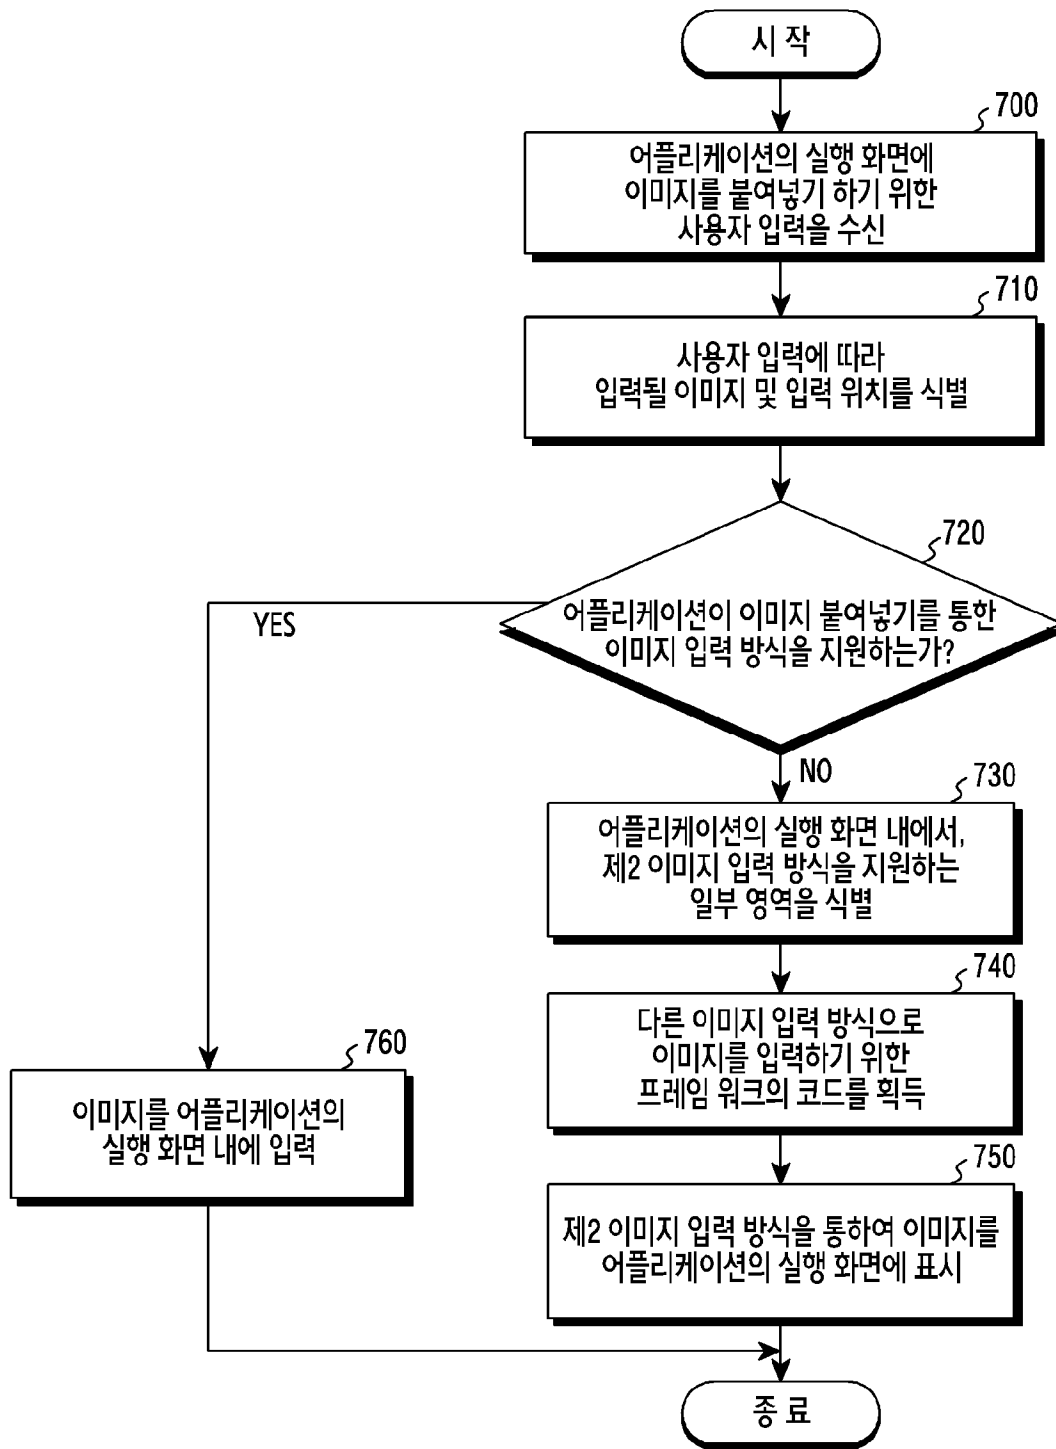 시 작
700
어플리케이션의 실행 화면에
이미지를 붙여넣기 하기 위한
사용자 입력을 수신
710
사용자 입력에 따라
입력될 이미지 및 입력 위치를 식별
720
어플리케이션이 이미지 붙여넣기를 통한
이미지 입력 방식을 지원하는가?
YES
NO
730
어플리케이션의 실행 화면 내에서,
제2 이미지 입력 방식을 지원하는
일부 영역을 식별
740
다른 이미지 입력 방식으로
이미지를 입력하기 위한
프레임 워크의 코드를 획득
760
이미지를 어플리케이션의
실행 화면 내에 입력
750
제2 이미지 입력 방식을 통하여 이미지를
어플리케이션의 실행 화면에 표시
종 료